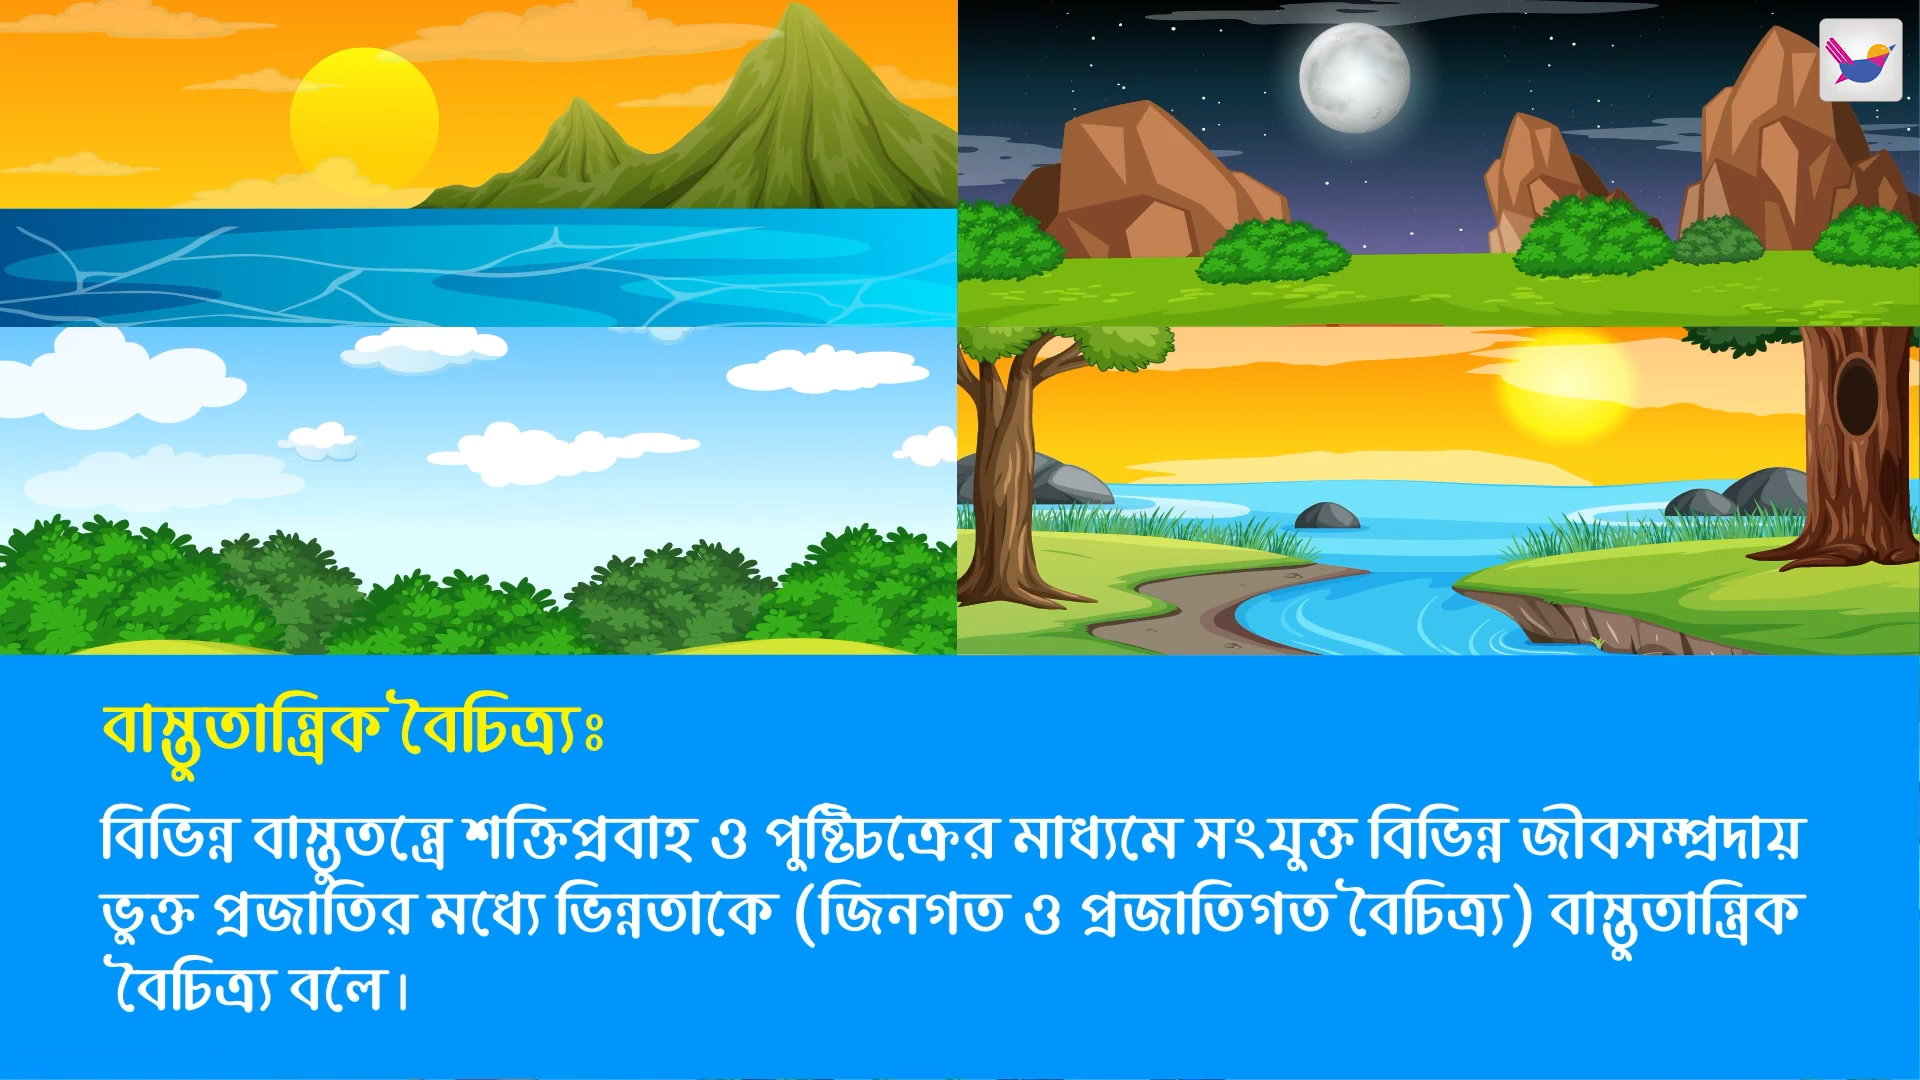 বাস্তুতান্ত্রিক বৈচিত্র্যঃ
বিভিন্ন বাস্তুতন্ত্রে শক্তিপ্রবাহ ও পুষ্টিচক্রের মাধ্যমে সংযুক্ত বিভিন্ন জীবসম্প্রদায়
ভুক্ত প্রজাতির মধ্যে ভিন্নতাকে (জিনগত ও প্রজাতিগত বৈচিত্র্য) বাস্তুতান্ত্রিক
বৈচিত্র্য বলে।